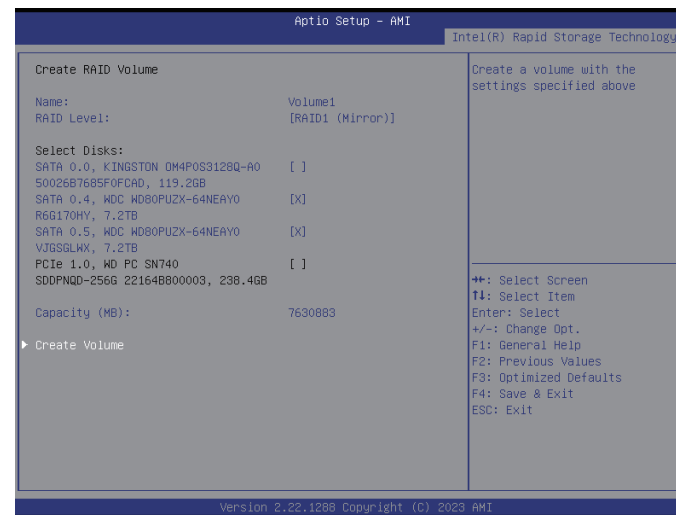 Aptio Setup – AMI
Intel(R) Rapid Storage Technology
Create RAID Volume
Name: Volume1
RAID Level: [RAID1 (Mirror)]
Select Disks:
SATA 0.0, KINGSTON OM4P0S3128Q-A0 [ ]
50026B7685F0FCAD, 119.2GB
SATA 0.4, WDC WD80PUZX-64NEAY0 [X]
R6G170HY, 7.2TB
SATA 0.5, WDC WD80PUZX-64NEAY0 [X]
VJGSGLWX, 7.2TB
PCIe 1.0, WD PC SN740 [ ]
SDDPNQD-256G 22164B800003, 238.4GB
Capacity (MB): 7630883
▶ Create Volume
Create a volume with the
settings specified above
→←: Select Screen
↑↓: Select Item
Enter: Select
+/-: Change Opt.
F1: General Help
F2: Previous Values
F3: Optimized Defaults
F4: Save & Exit
ESC: Exit
Version 2.22.1288 Copyright (C) 2023 AMI